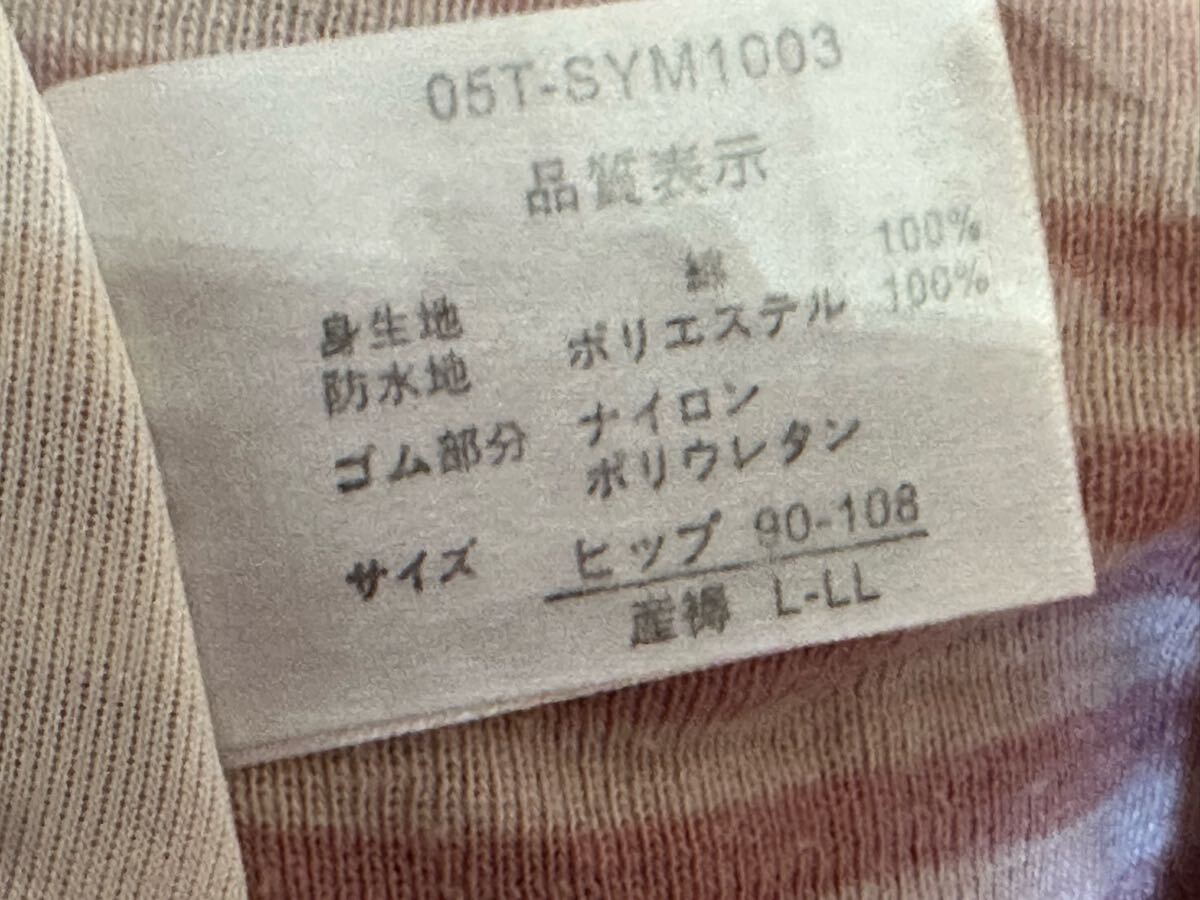 05T-SYM1003
品質表示
身生地 綿 100%
防水地 ポリエステル 100%
ゴム部分 ナイロン
ポリウレタン
サイズ ヒップ 90-108
産褥 L-LL